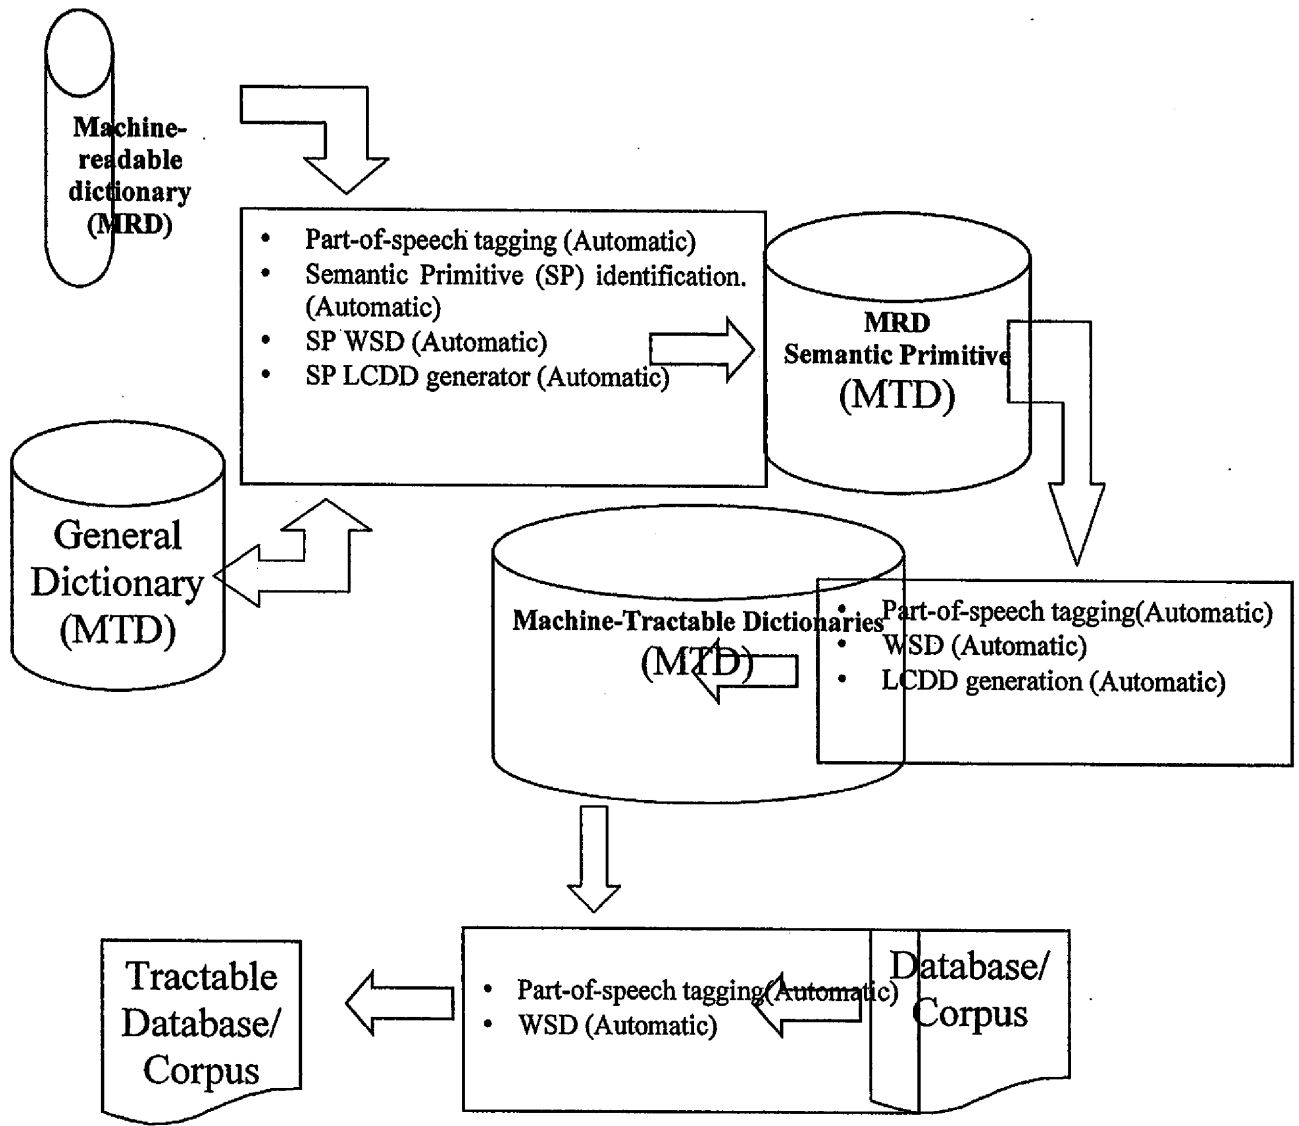 Machine-
readable
dictionary
(MRD)
• Part-of-speech tagging (Automatic)
• Semantic Primitive (SP) identification.
(Automatic)
• SP WSD (Automatic)
• SP LCDD generator (Automatic)
MRD
Semantic Primitive
(MTD)
General
Dictionary
(MTD)
Machine-Tractable Dictionaries
(MTD)
• Part-of-speech tagging(Automatic)
• WSD (Automatic)
• LCDD generation (Automatic)
Tractable
Database/
Corpus
• Part-of-speech tagging(Automatic)
• WSD (Automatic)
Database/
Corpus